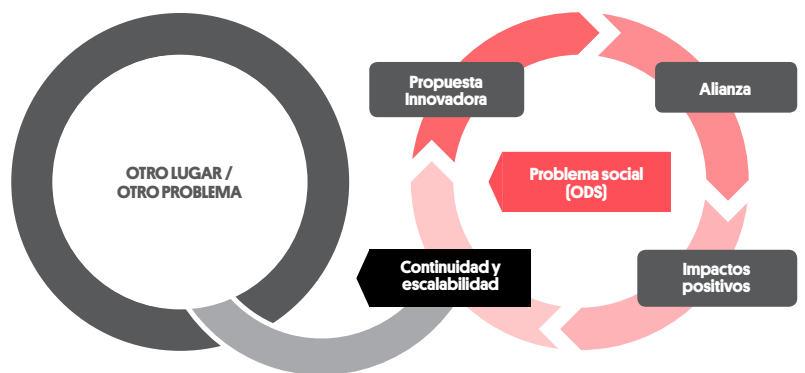 Propuesta
Innovadora
Alianza
OTRO LUGAR /
OTRO PROBLEMA
Problema social
(ODS)
Continuidad y
escalabilidad
Impactos
positivos